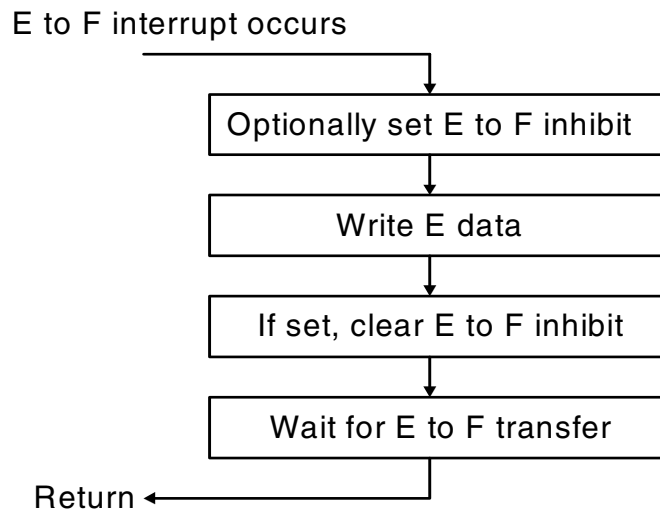 E to F interrupt occurs
Optionally set E to F inhibit
Write E data
If set, clear E to F inhibit
Wait for E to F transfer
Return